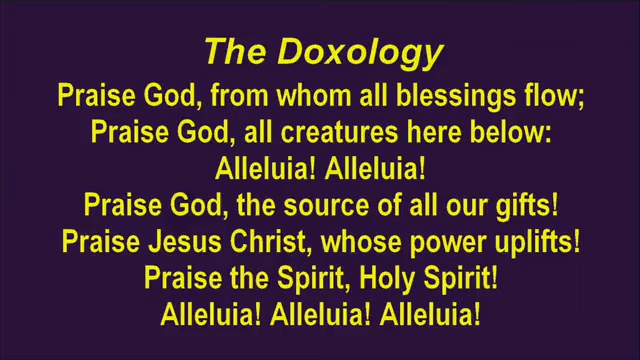 The Doxology
Praise God, from whom all blessings flow;
Praise God, all creatures here below:
Alleluia! Alleluia!
Praise God, the source of all our gifts!
Praise Jesus Christ, whose power uplifts!
Praise the Spirit, Holy Spirit!
Alleluia! Alleluia! Alleluia!